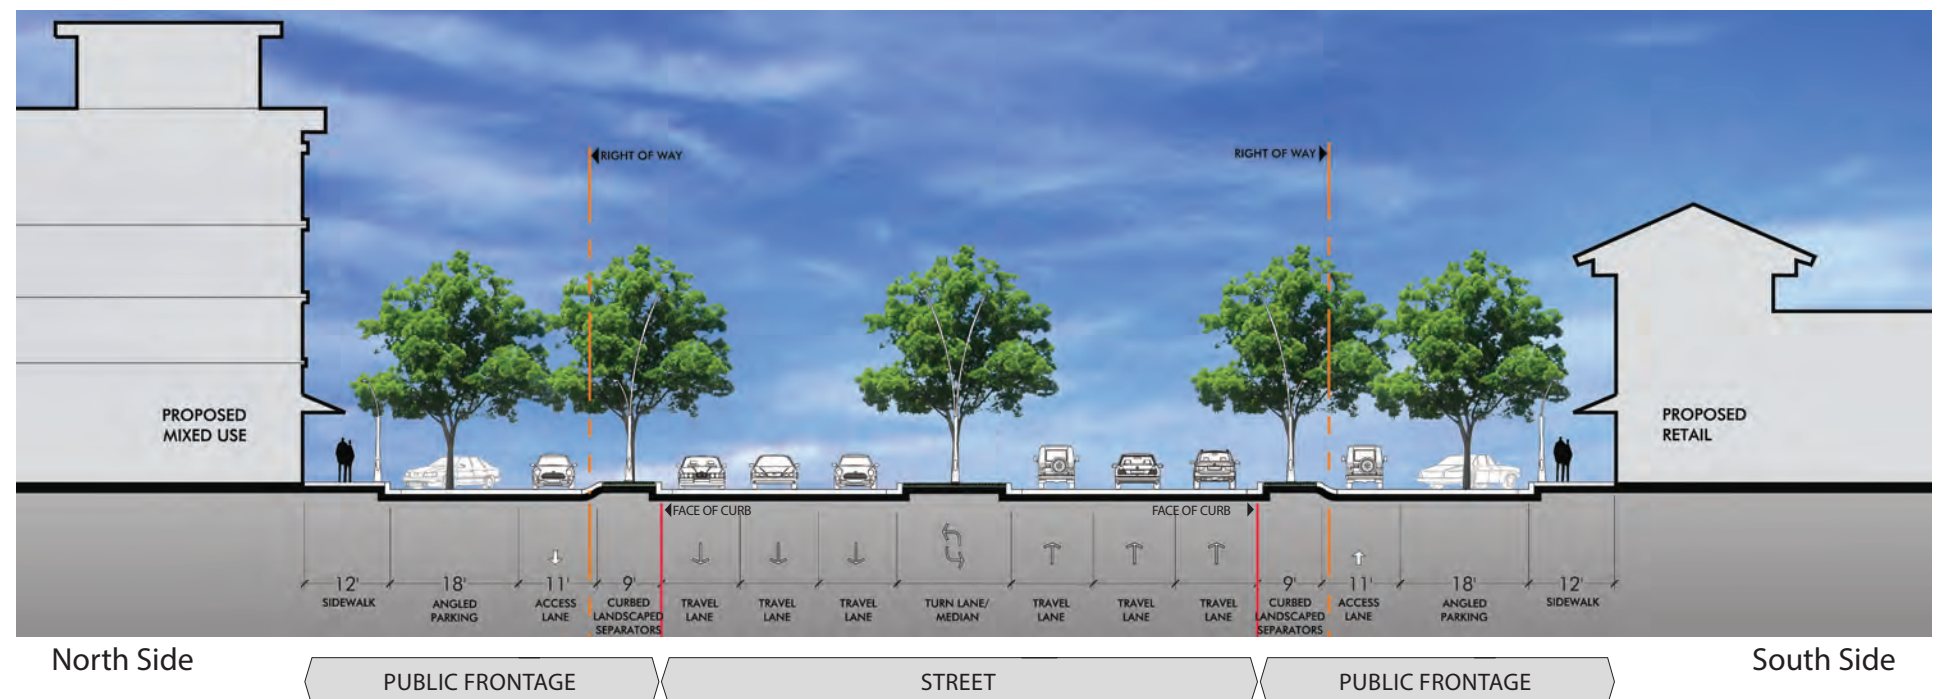 RIGHT OF WAY
RIGHT OF WAY
PROPOSED
MIXED USE
PROPOSED
RETAIL
FACE OF CURB
FACE OF CURB
12' 18' 11' 9' 9' 11' 18' 12'
SIDEWALK
ANGLED
PARKING
ACCESS
LANE
CURBED
LANDSCAPED
SEPARATORS
TRAVEL
LANE
TRAVEL
LANE
TRAVEL
LANE
TURN LANE/
MEDIAN
TRAVEL
LANE
TRAVEL
LANE
TRAVEL
LANE
CURBED
LANDSCAPED
SEPARATORS
ACCESS
LANE
ANGLED
PARKING
SIDEWALK
North Side
South Side
PUBLIC FRONTAGE
STREET
PUBLIC FRONTAGE